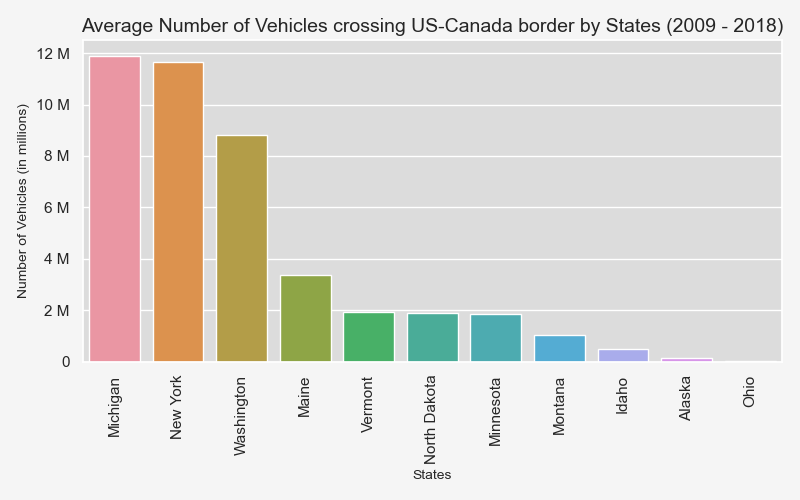 Average Number of Vehicles crossing US-Canada border by States (2009 - 2018)
Number of Vehicles (in millions)
12 M
10 M
8 M
6 M
4 M
2 M
0
Michigan
New York
Washington
Maine
Vermont
North Dakota
Minnesota
Montana
Idaho
Alaska
Ohio
States